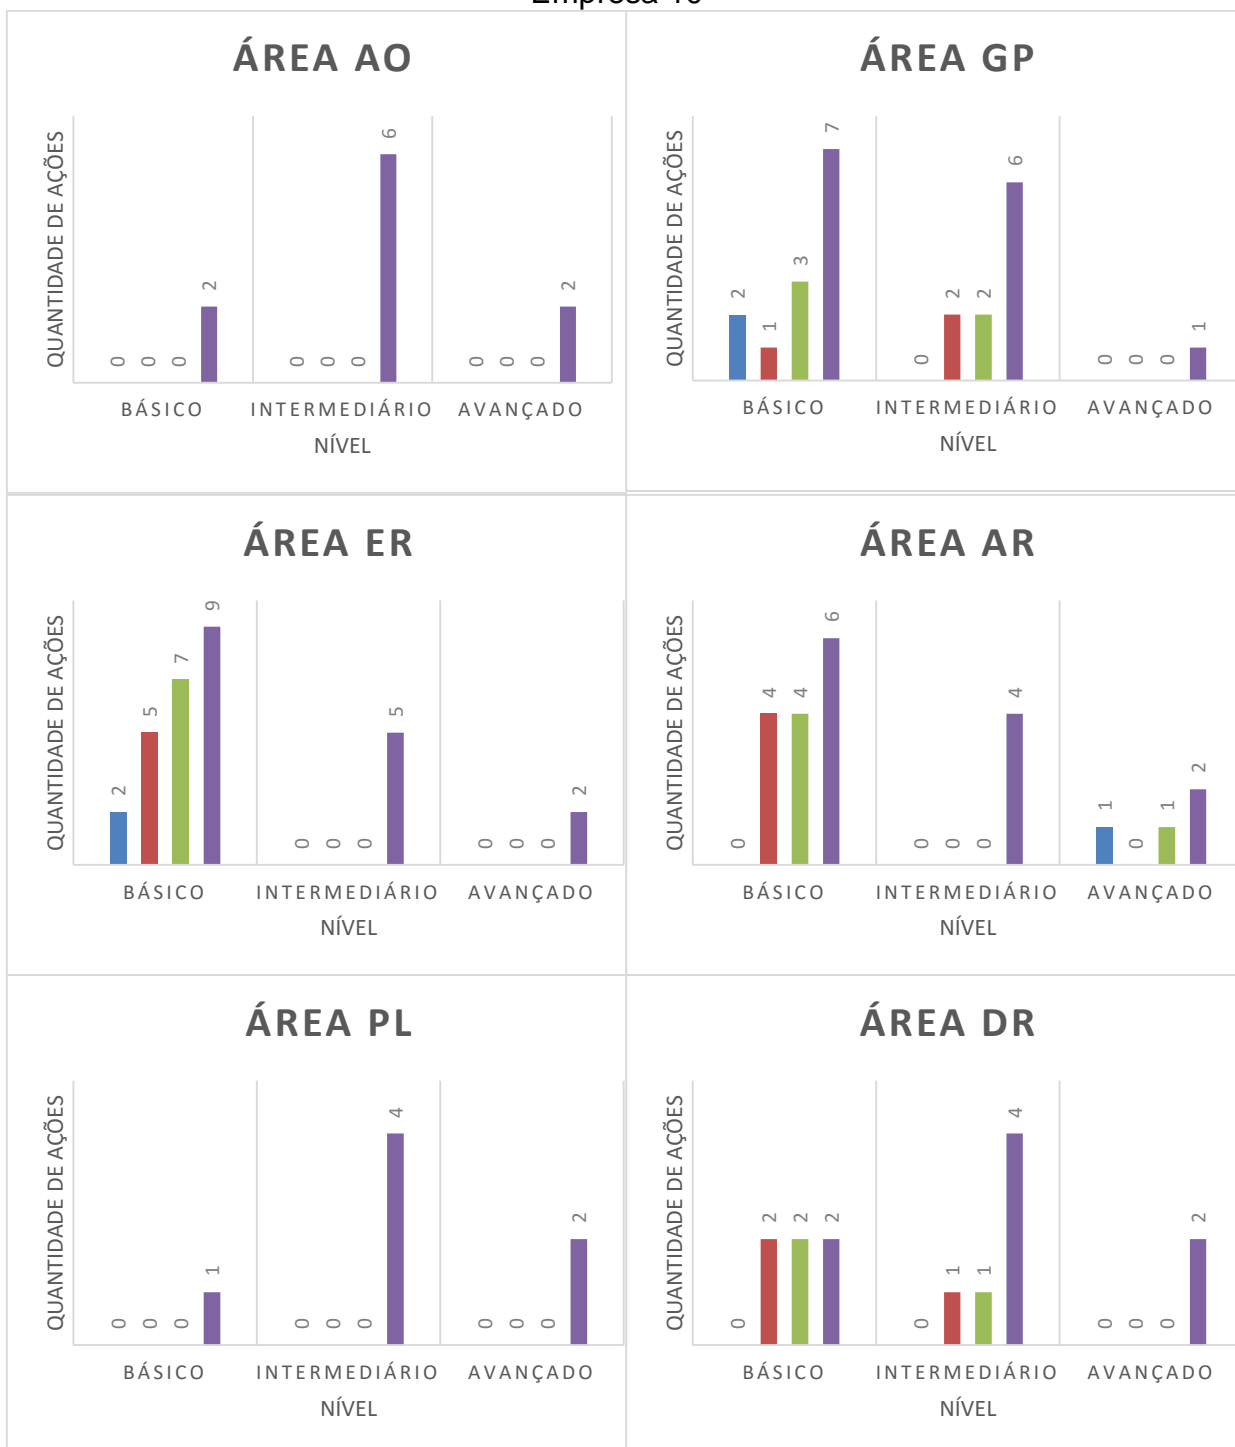 ÁREA AO
QUANTIDADE DE AÇÕES
0 0 0 2
0 0 0 6
0 0 0 2
BÁSICO INTERMEDIÁRIO AVANÇADO
NÍVEL
ÁREA GP
QUANTIDADE DE AÇÕES
2 1 3 7
0 2 2 6
0 0 0 1
BÁSICO INTERMEDIÁRIO AVANÇADO
NÍVEL
ÁREA ER
QUANTIDADE DE AÇÕES
2 5 7 9
0 0 0 5
0 0 0 2
BÁSICO INTERMEDIÁRIO AVANÇADO
NÍVEL
ÁREA AR
QUANTIDADE DE AÇÕES
0 4 4 6
0 0 0 4
1 0 1 2
BÁSICO INTERMEDIÁRIO AVANÇADO
NÍVEL
ÁREA PL
QUANTIDADE DE AÇÕES
0 0 0 1
0 0 0 4
0 0 0 2
BÁSICO INTERMEDIÁRIO AVANÇADO
NÍVEL
ÁREA DR
QUANTIDADE DE AÇÕES
0 2 2 2
0 1 1 4
0 0 0 2
BÁSICO INTERMEDIÁRIO AVANÇADO
NÍVEL